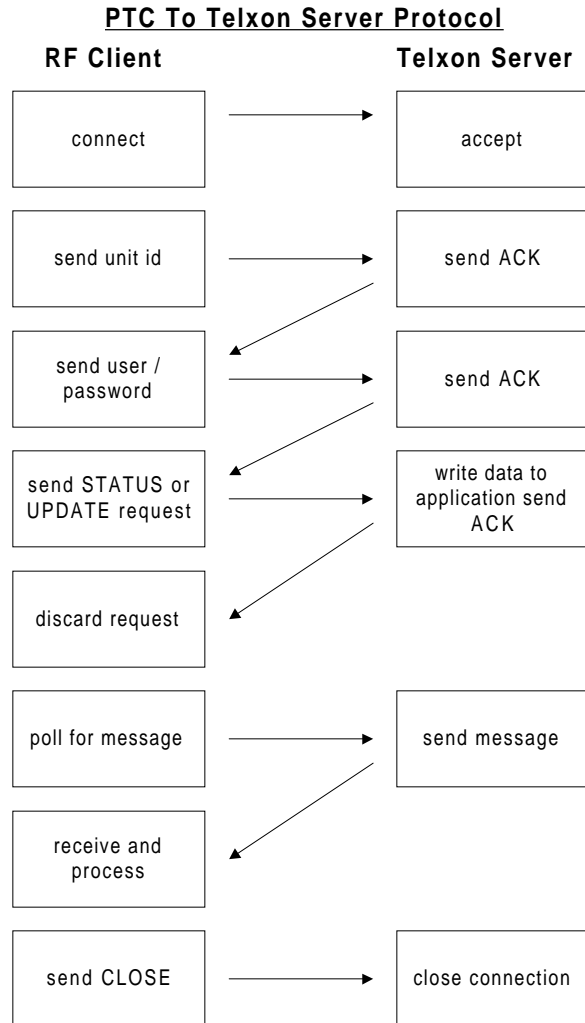 PTC To Telxon Server Protocol
RF Client
Telxon Server
connect
accept
send unit id
send ACK
send user /
password
send ACK
send STATUS or
UPDATE request
write data to
application send
ACK
discard request
poll for message
send message
receive and
process
send CLOSE
close connection